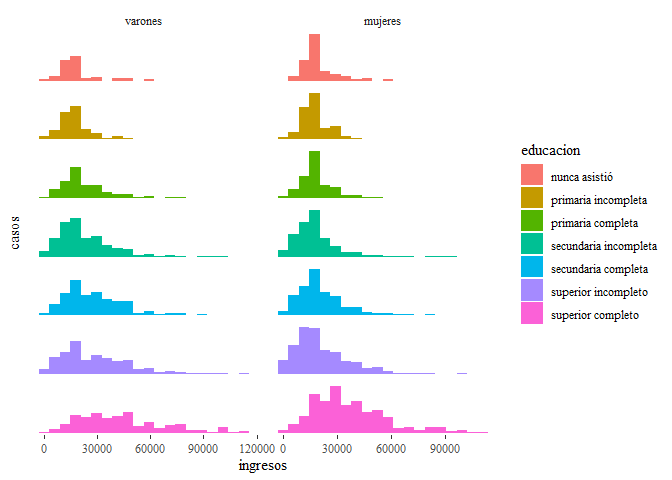 varones
mujeres
casos
educacion
nunca asistió
primaria incompleta
primaria completa
secundaria incompleta
secundaria completa
superior incompleto
superior completo
0 30000 60000 90000 120000
0 30000 60000 90000
ingresos